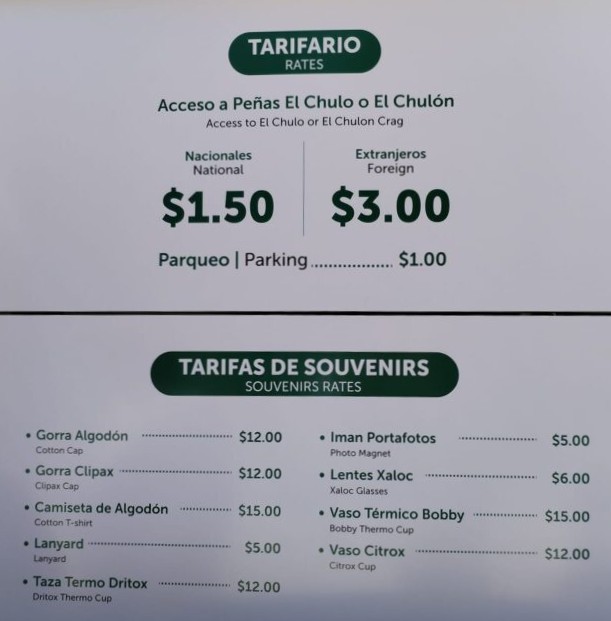 TARIFARIO
RATES
Acceso a Peñas El Chulo o El Chulón
Access to El Chulo or El Chulon Crag
Nacionales
National
$1.50
Extranjeros
Foreign
$3.00
Parqueo | Parking .................. $1.00
TARIFAS DE SOUVENIRS
SOUVENIRS RATES
• Gorra Algodón .................. $12.00
Cotton Cap
• Gorra Clipax .................. $12.00
Clipax Cap
• Camiseta de Algodón .................. $15.00
Cotton T-shirt
• Lanyard .................. $5.00
Lanyard
• Taza Termo Dritox .................. $12.00
Dritox Thermo Cup
• Iman Portafotos .................. $5.00
Photo Magnet
• Lentes Xaloc .................. $6.00
Xaloc Glasses
• Vaso Térmico Bobby .................. $15.00
Bobby Thermo Cup
• Vaso Citrox .................. $12.00
Citrox Cup